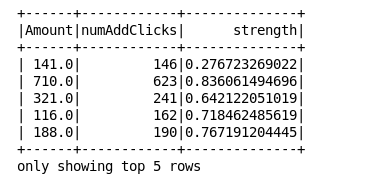 +------+------------+--------------+
|Amount|numAddClicks|      strength|
+------+------------+--------------+
| 141.0|         146|0.276723269022|
| 710.0|         623|0.836061494696|
| 321.0|         241|0.642122051019|
| 116.0|         162|0.718462485619|
| 188.0|         190|0.767191204445|
+------+------------+--------------+
only showing top 5 rows